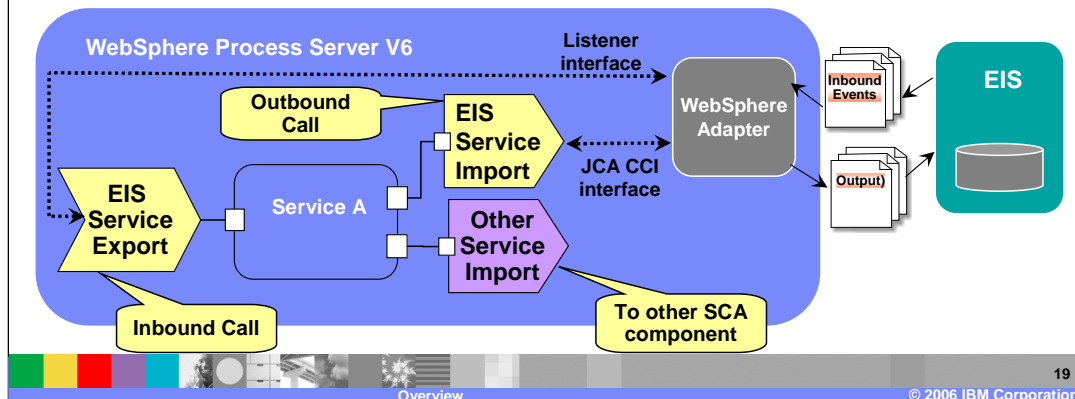 WebSphere Process Server V6
Listener
interface
Outbound
Call
EIS
Service
Import
WebSphere
Adapter
Inbound
Events
EIS
JCA CCI
interface
Output)
EIS
Service
Export
Service A
Other
Service
Import
Inbound Call
To other SCA
component
19
Overview
© 2006 IBM Corporation